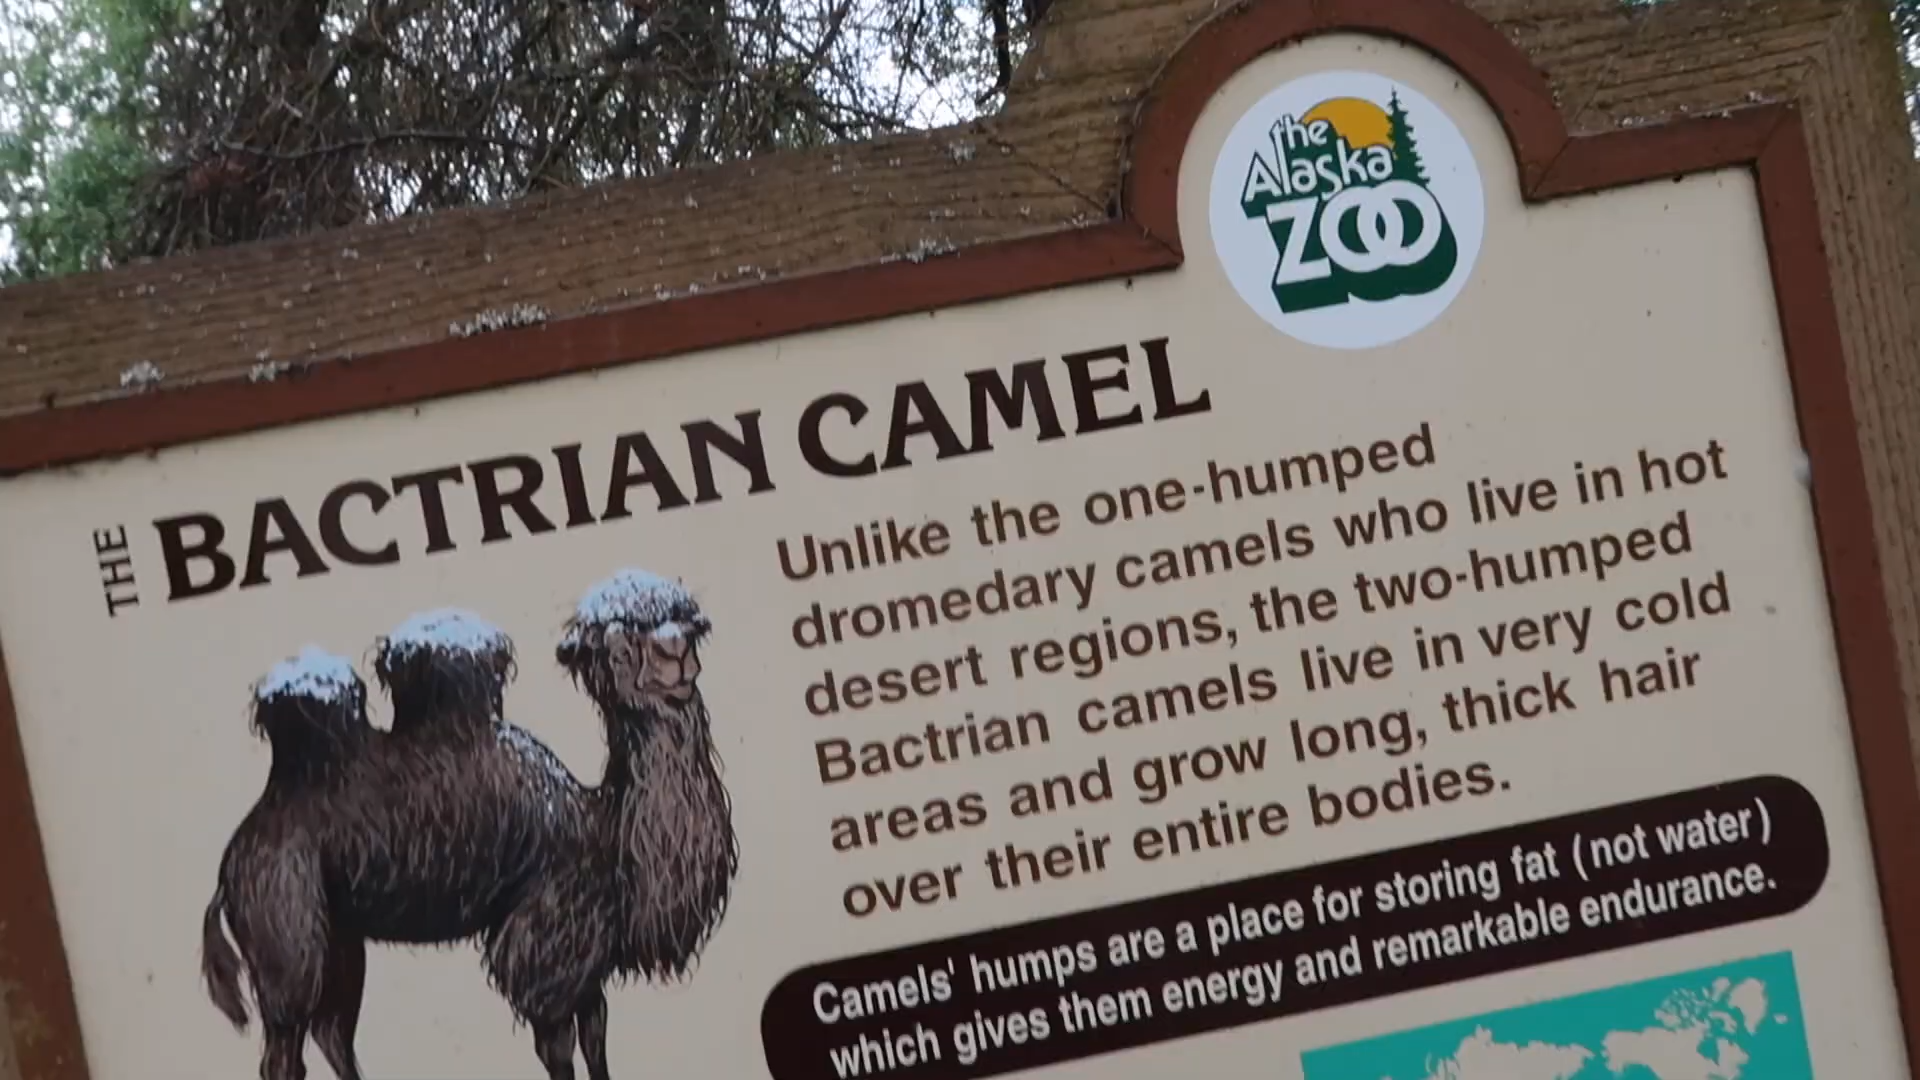 the
Alaska
ZOO
THE BACTRIAN CAMEL
Unlike the one-humped
dromedary camels who live in hot
desert regions, the two-humped
Bactrian camels live in very cold
areas and grow long, thick hair
over their entire bodies.
Camels' humps are a place for storing fat (not water)
which gives them energy and remarkable endurance.